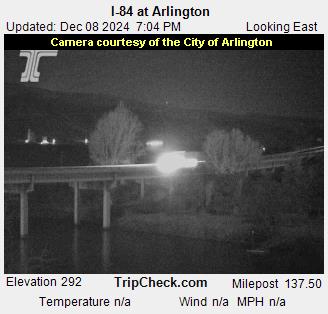 I-84 at Arlington
Updated: Dec 08 2024 7:04 PM Looking East
Camera courtesy of the City of Arlington
Elevation 292 TripCheck.com Milepost 137.50
Temperature n/a Wind n/a MPH n/a